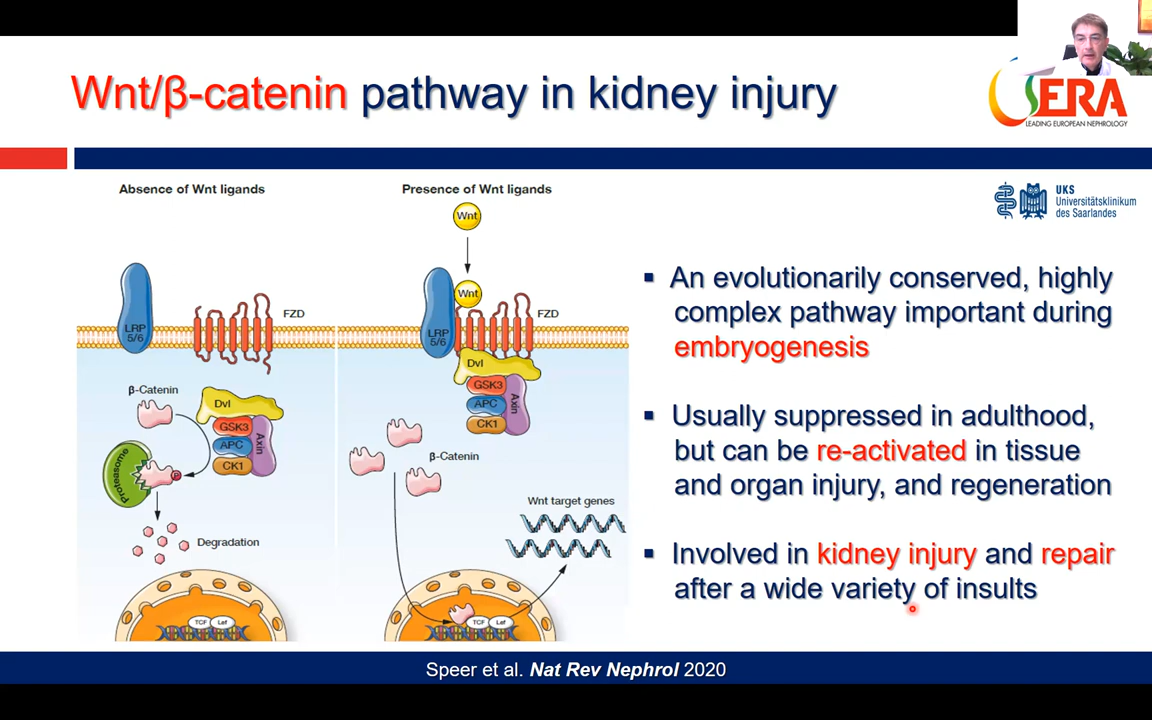 Wnt/β-catenin pathway in kidney injury
ERA
LEADING EUROPEAN NEPHROLOGY
UKS
Universitätsklinikum
des Saarlandes
Absence of Wnt ligands
LRP
5/6
FZD
β-Catenin
Dvl
GSK3
APC
CK1
Axin
Proteasome
P
Degradation
TCF
Lef
Presence of Wnt ligands
Wnt
Wnt
LRP
5/6
FZD
Dvl
GSK3
APC
CK1
Axin
β-Catenin
Wnt target genes
TCF
Lef
▪ An evolutionarily conserved, highly
complex pathway important during
embryogenesis
▪ Usually suppressed in adulthood,
but can be re-activated in tissue
and organ injury, and regeneration
▪ Involved in kidney injury and repair
after a wide variety of insults
Speer et al. Nat Rev Nephrol 2020